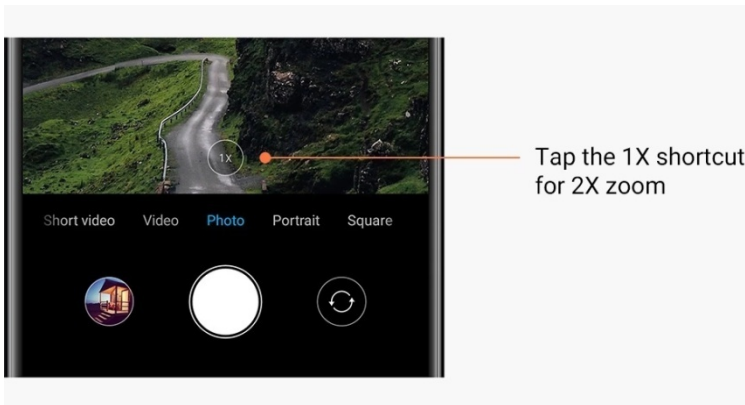 1X
Tap the 1X shortcut
for 2X zoom
Short video Video Photo Portrait Square